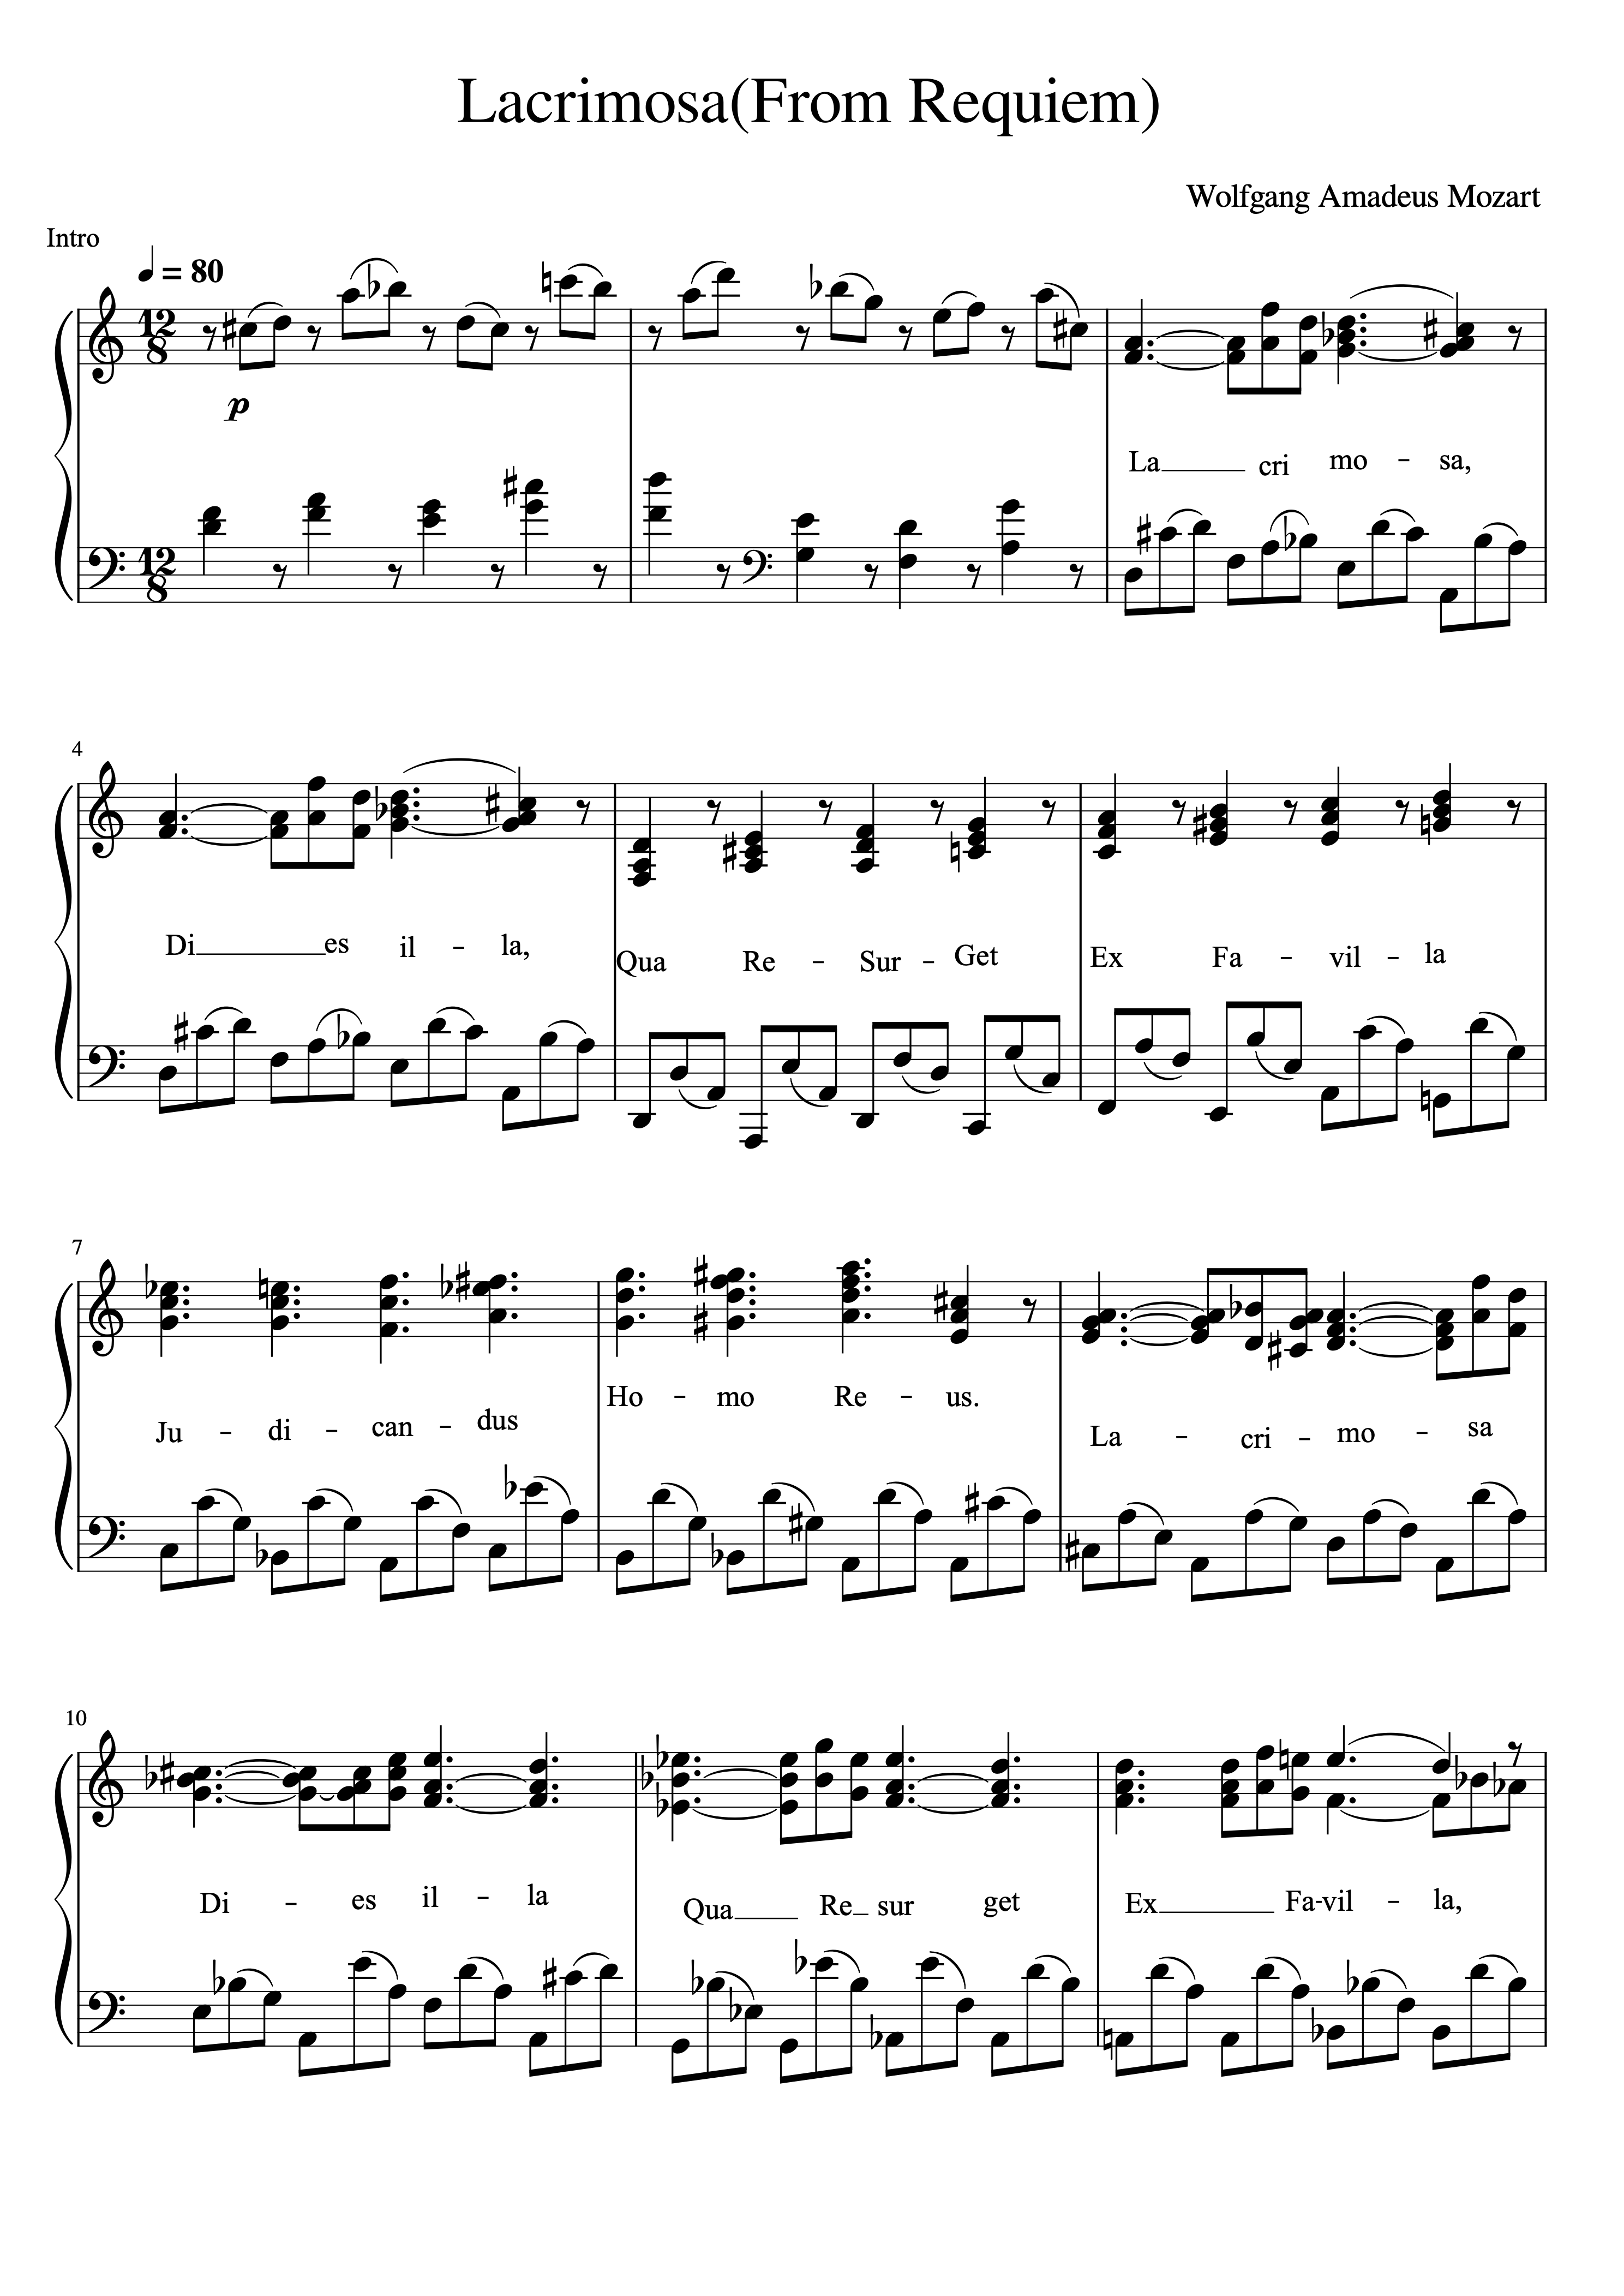 Lacrimosa(From Requiem)
Wolfgang Amadeus Mozart
Intro
♩ = 80
12 8
p
La cri mo - sa,
12 8
4
Di es il - la, Qua Re - Sur - Get Ex Fa - vil - la
7
Ju - di - can - dus Ho - mo Re - us. La - cri - mo - sa
10
Di - es il - la Qua Re sur get Ex Fa-vil - la,